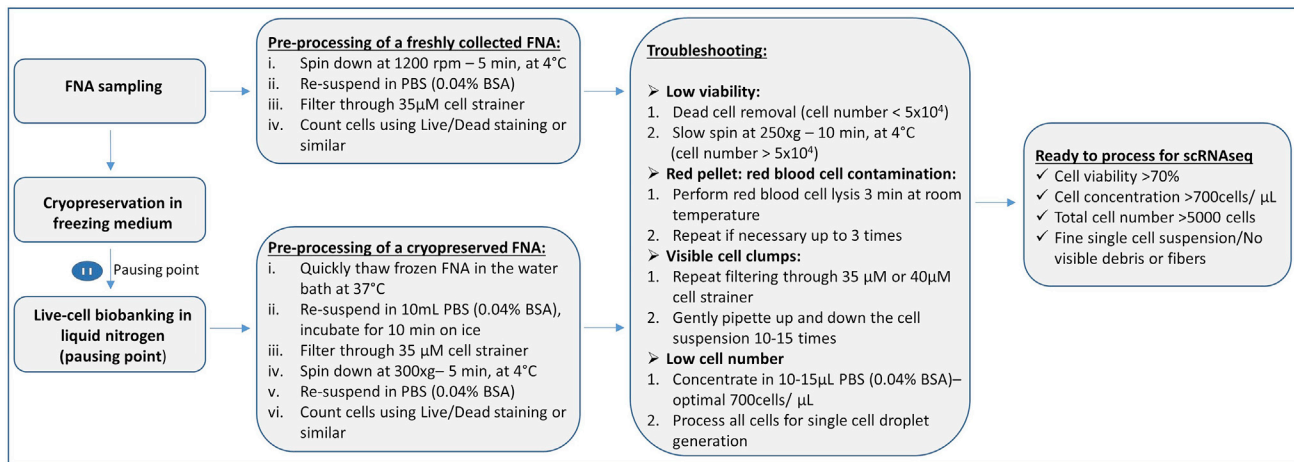 FNA sampling
Cryopreservation in
freezing medium
Pausing point
Live-cell biobanking in
liquid nitrogen
(pausing point)
Pre-processing of a freshly collected FNA:
i. Spin down at 1200 rpm – 5 min, at 4°C
ii. Re-suspend in PBS (0.04% BSA)
iii. Filter through 35µM cell strainer
iv. Count cells using Live/Dead staining or
similar
Pre-processing of a cryopreserved FNA:
i. Quickly thaw frozen FNA in the water
bath at 37°C
ii. Re-suspend in 10mL PBS (0.04% BSA),
incubate for 10 min on ice
iii. Filter through 35 µM cell strainer
iv. Spin down at 300xg– 5 min, at 4°C
v. Re-suspend in PBS (0.04% BSA)
vi. Count cells using Live/Dead staining or
similar
Troubleshooting:
➢ Low viability:
1. Dead cell removal (cell number < 5x10⁴)
2. Slow spin at 250xg – 10 min, at 4°C
(cell number > 5x10⁴)
➢ Red pellet: red blood cell contamination:
1. Perform red blood cell lysis 3 min at room
temperature
2. Repeat if necessary up to 3 times
➢ Visible cell clumps:
1. Repeat filtering through 35 µM or 40µM
cell strainer
2. Gently pipette up and down the cell
suspension 10-15 times
➢ Low cell number
1. Concentrate in 10-15µL PBS (0.04% BSA)–
optimal 700cells/ µL
2. Process all cells for single cell droplet
generation
Ready to process for scRNAseq
✓ Cell viability >70%
✓ Cell concentration >700cells/ µL
✓ Total cell number >5000 cells
✓ Fine single cell suspension/No
visible debris or fibers